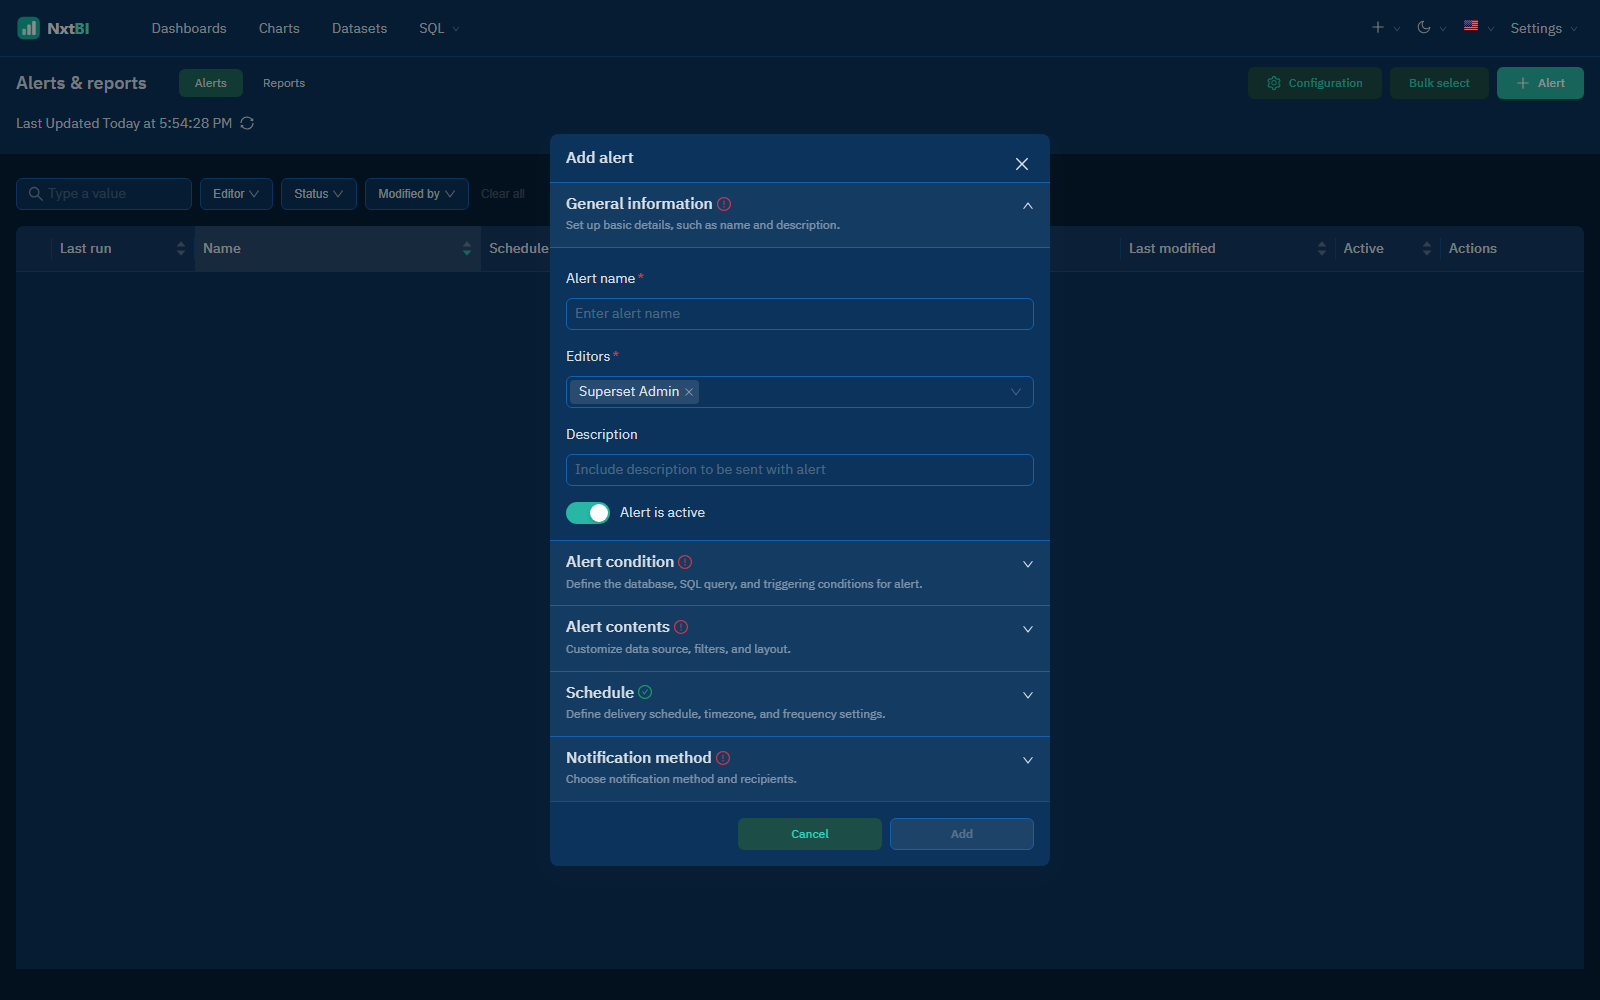 NxtBI
Dashboards
Charts
Datasets
SQL
Settings
Alerts & reports
Alerts
Reports
Configuration
Bulk select
Alert
Last Updated Today at 5:54:28 PM
Type a value
Editor
Status
Modified by
Clear all
Last run
Name
Schedule
Last modified
Active
Actions
Add alert
General information
Set up basic details, such as name and description.
Alert name *
Enter alert name
Editors *
Superset Admin
Description
Include description to be sent with alert
Alert is active
Alert condition
Define the database, SQL query, and triggering conditions for alert.
Alert contents
Customize data source, filters, and layout.
Schedule
Define delivery schedule, timezone, and frequency settings.
Notification method
Choose notification method and recipients.
Cancel
Add